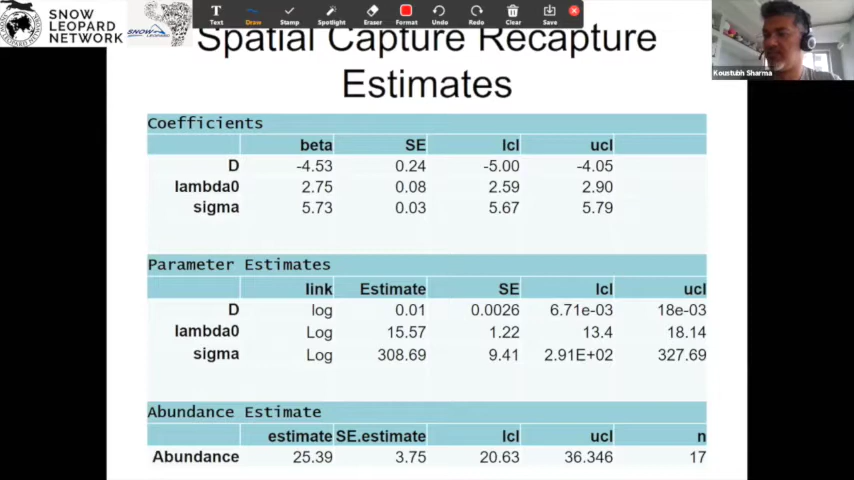 SNOW
LEOPARD
NETWORK
SNOW LEOPARD
Text Draw Stamp Spotlight Eraser Format Undo Redo Clear Save
Koustubh Sharma
Spatial Capture Recapture
Estimates
Coefficients
beta SE lcl ucl
D -4.53 0.24 -5.00 -4.05
lambda0 2.75 0.08 2.59 2.90
sigma 5.73 0.03 5.67 5.79
Parameter Estimates
link Estimate SE lcl ucl
D log 0.01 0.0026 6.71e-03 18e-03
lambda0 Log 15.57 1.22 13.4 18.14
sigma Log 308.69 9.41 2.91E+02 327.69
Abundance Estimate
estimate SE.estimate lcl ucl n
Abundance 25.39 3.75 20.63 36.346 17